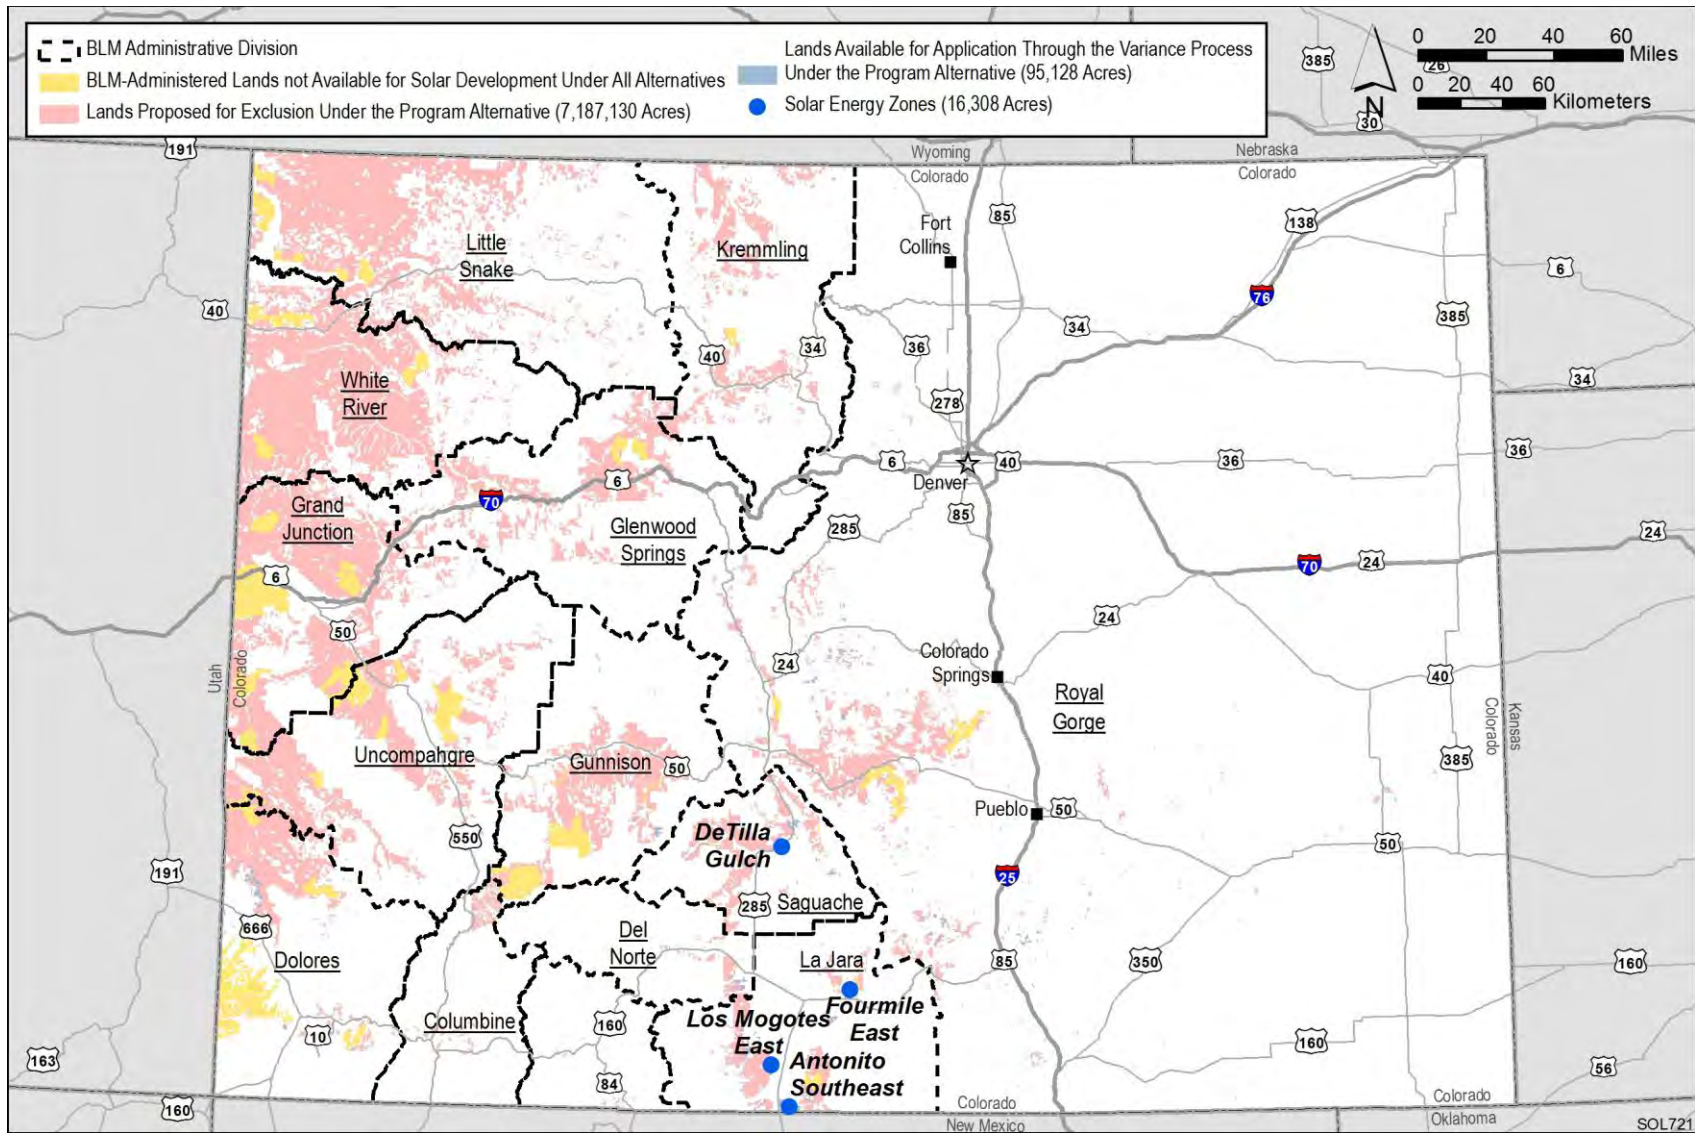 BLM Administrative Division
BLM-Administered Lands not Available for Solar Development Under All Alternatives
Lands Proposed for Exclusion Under the Program Alternative (7,187,130 Acres)
Lands Available for Application Through the Variance Process
Under the Program Alternative (95,128 Acres)
Solar Energy Zones (16,308 Acres)
0 20 40 60
Miles
0 20 40 60
Kilometers
N
385
26
30
191
Wyoming
Colorado
Nebraska
Colorado
Little
Snake
Kremmling
Fort
Collins
85
138
6
40
76
385
34
36
34
40
34
White
River
278
36
36
6
40
Denver
6
70
Grand
Junction
Glenwood
Springs
285
85
24
70
24
6
50
24
Utah
Colorado
24
Colorado
Springs
Royal
Gorge
40
Colorado
Kansas
Uncompahgre
Gunnison
50
385
Pueblo
50
550
DeTilla
Gulch
50
191
25
285
Saguache
666
Del
Norte
Dolores
La Jara
85
350
160
Fourmile
East
Los Mogotes
East
Columbine
160
10
160
163
Antonito
Southeast
84
56
160
Colorado
New Mexico
Colorado
Oklahoma
SOL721